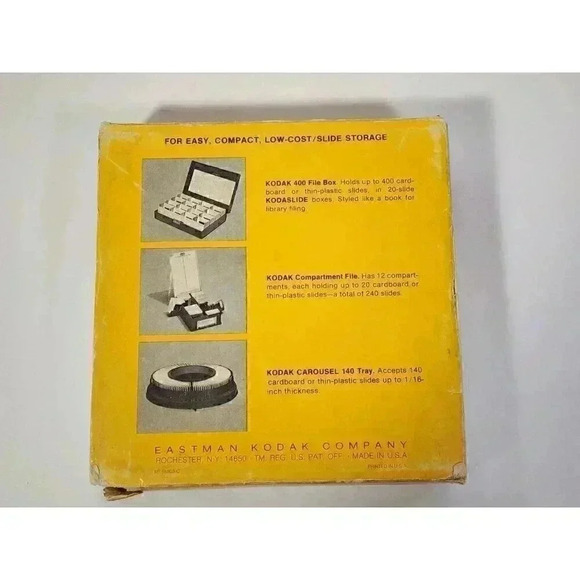 FOR EASY, COMPACT, LOW-COST/SLIDE STORAGE
KODAK 400 File Box. Holds up to 400 card-
board or thin-plastic slides, in 20-slide
KODASLIDE boxes. Styled like a book for
library filing.
KODAK Compartment File. Has 12 compart-
ments, each holding up to 20 cardboard or
thin-plastic slides—a total of 240 slides.
KODAK CAROUSEL 140 Tray. Accepts 140
cardboard or thin-plastic slides up to 1/16-
inch thickness.
EASTMAN KODAK COMPANY
ROCHESTER, N.Y. 14650 · TM. REG. U.S. PAT. OFF. · MADE IN U.S.A.
PRINTED IN